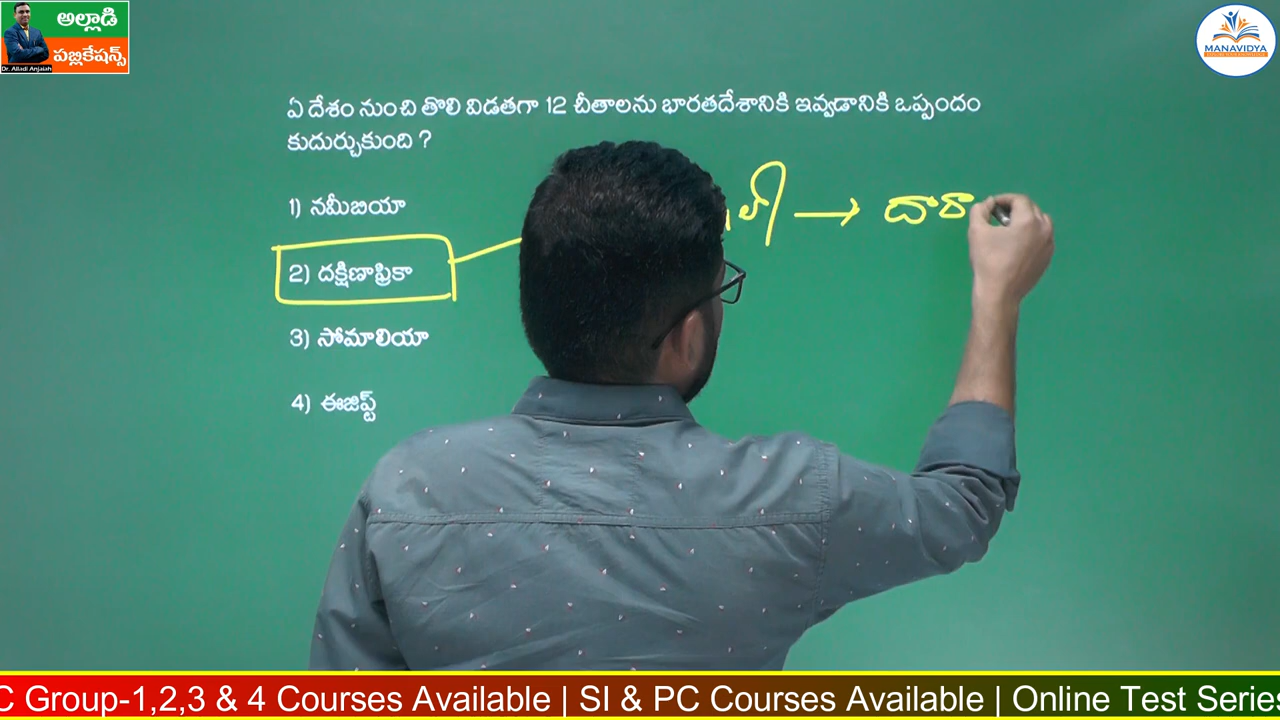 అల్లాడి
పబ్లికేషన్స్
Dr. Alladi Anjaiah
MANAVIDYA
ఏ దేశం నుంచి తొలి విడతగా 12 చీతాలను భారతదేశానికి ఇవ్వడానికి ఒప్పందం
కుదుర్చుకుంది ?
1) నమీబియా
2) దక్షిణాఫ్రికా
3) సోమాలియా
4) ఈజిప్ట్
→ దారా
C Group-1,2,3 & 4 Courses Available | SI & PC Courses Available | Online Test Series